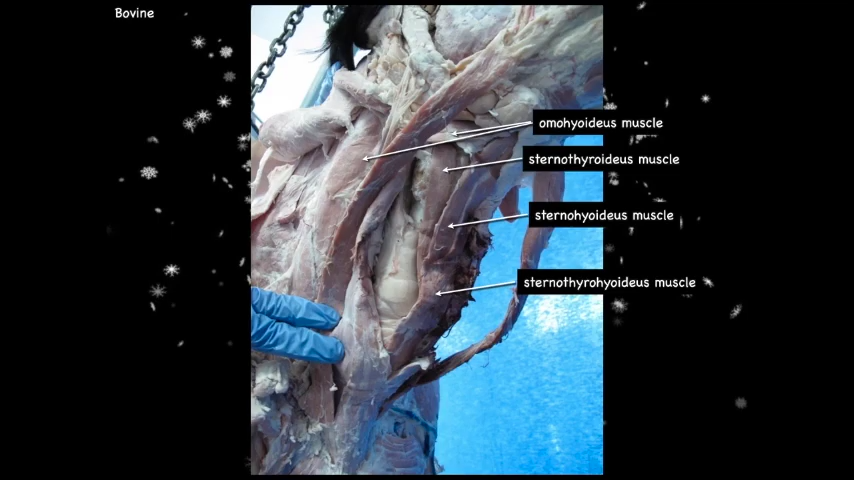 Bovine
omohyoideus muscle
sternothyroideus muscle
sternohyoideus muscle
sternothyrohyoideus muscle